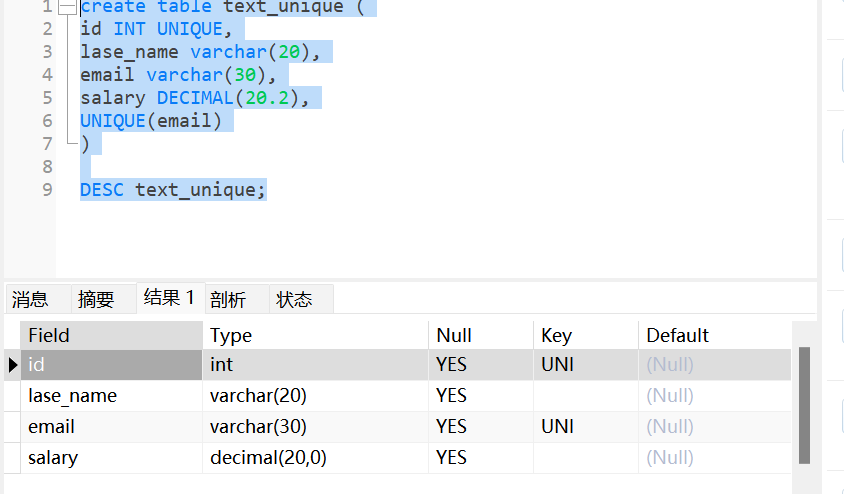 1 create table text_unique (
2 id INT UNIQUE,
3 lase_name varchar(20),
4 email varchar(30),
5 salary DECIMAL(20.2),
6 UNIQUE(email)
7 )
8
9 DESC text_unique;
消息 摘要 结果 1 剖析 状态
Field Type Null Key Default
id int YES UNI (Null)
lase_name varchar(20) YES (Null)
email varchar(30) YES UNI (Null)
salary decimal(20,0) YES (Null)